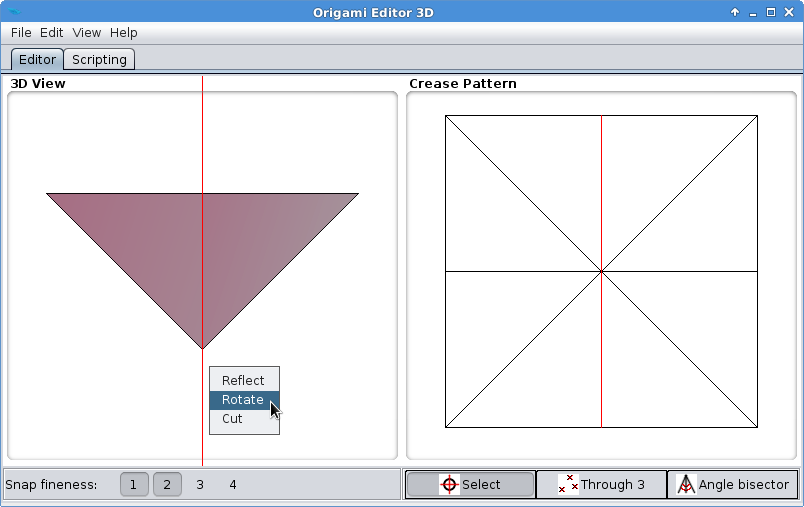 Origami Editor 3D
File Edit View Help
Editor Scripting
3D View
Crease Pattern
Reflect
Rotate
Cut
Snap fineness: 1 2 3 4
Select Through 3 Angle bisector